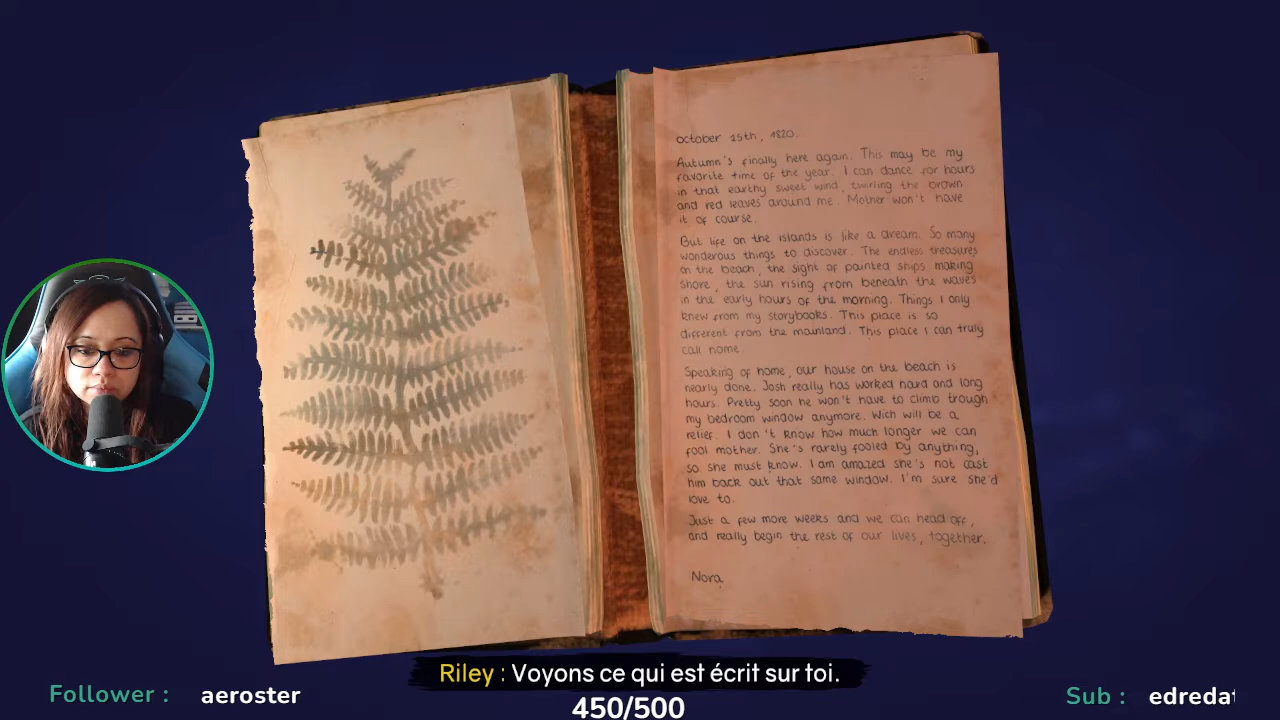 october 15th, 1820.
Autumn's finally here again. This may be my
favorite time of the year. I can dance for hours
in that earthy sweet wind, twirling the brown
and red leaves around me. Mother won't have
it of course.
But life on the islands is like a dream. So many
wonderous things to discover. The endless treasures
on the beach, the sight of painted ships making
shore, the sun rising from beneath the waves
in the early hours of the morning. Things I only
knew from my storybooks. This place is so
different from the mainland. This place I can truly
call home.
Speaking of home, our house on the beach is
nearly done. Josh really has worked hard and long
hours. Pretty soon he won't have to climb trough
my bedroom window anymore. Wich will be a
relief. I don't know how much longer we can
fool mother. She's rarely fooled by anything,
so she must know. I am amazed she's not cast
him back out that same window. I'm sure she'd
love to.
Just a few more weeks and we can head off,
and really begin the rest of our lives, together.
Nora
Riley : Voyons ce qui est écrit sur toi.
Follower : aeroster
450/500
Sub : edredat